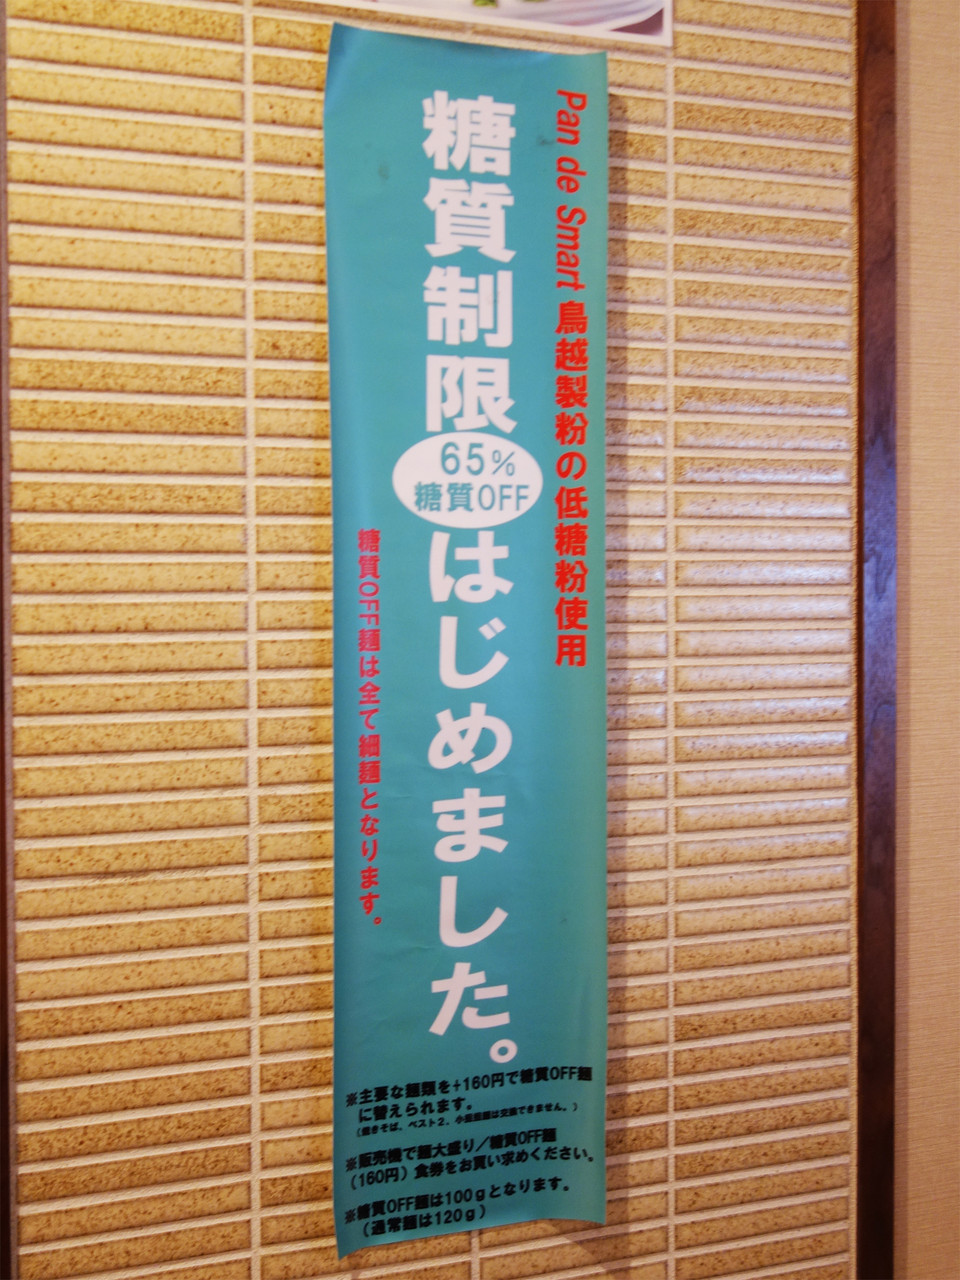 Pan de Smart 鳥越製粉の低糖粉使用
糖質制限
65%
糖質OFF
はじめました。
糖質OFF麺は全て細麺となります。
※主要な麺類を+160円で糖質OFF麺
に替えられます。
※販売機で麺大盛り／糖質OFF麺
(160円) 食券をお買い求めください。
※糖質OFF麺は100gとなります。
(通常麺は120g)